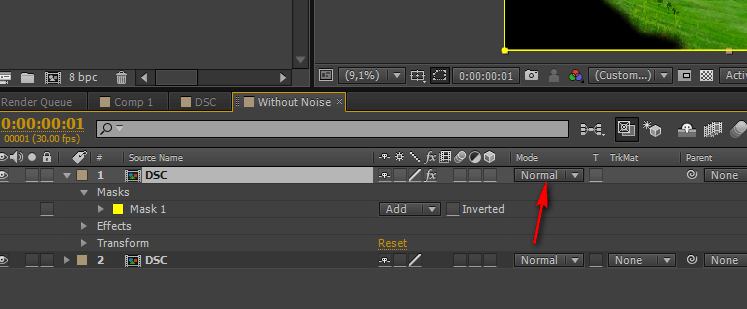 8 bpc
(9,1%) 0:00:00:01 (Custom... Activ
Render Queue Comp 1 DSC Without Noise ×
0:00:00:01
00001 (30.00 fps)
# Source Name fx Mode T TrkMat Parent
1 DSC fx Normal None
Masks
Mask 1 Add Inverted
Effects
Transform Reset
2 DSC Normal None None